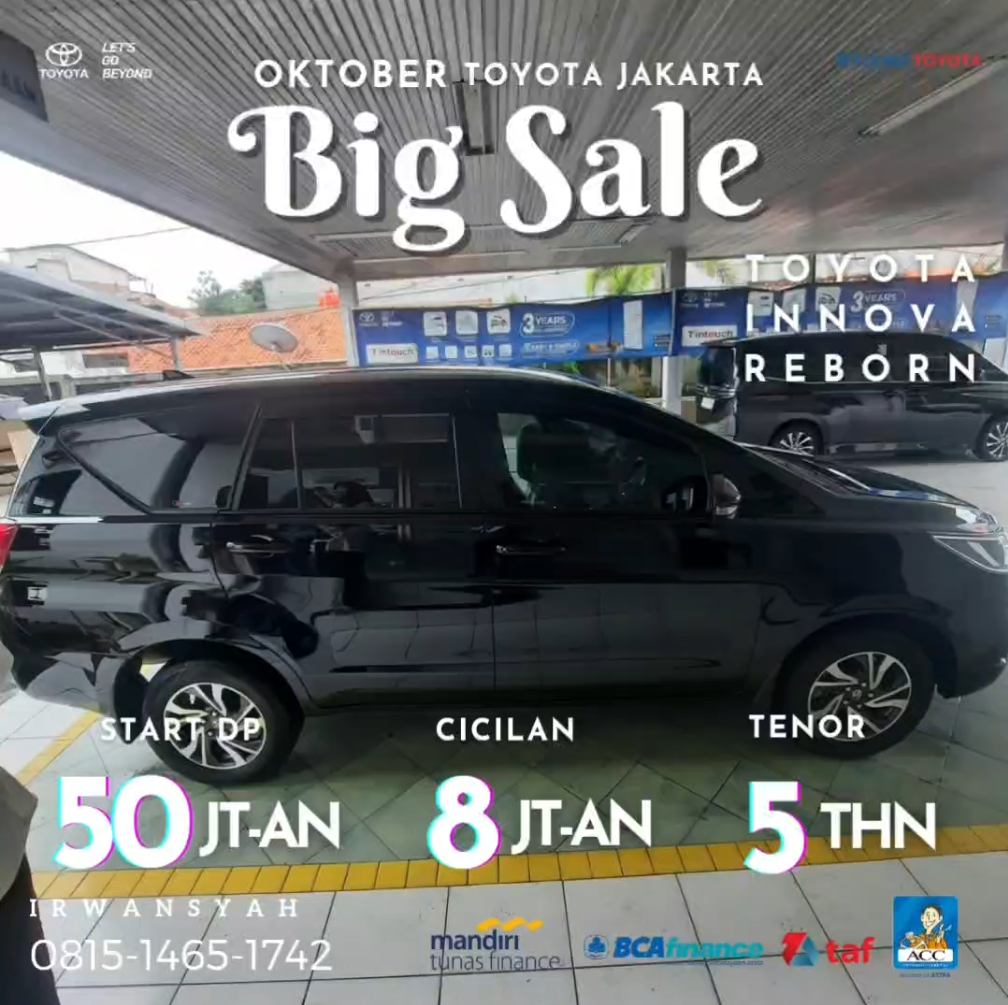 TOYOTA
LET'S
GO
BEYOND
OKTOBER TOYOTA JAKARTA
Big Sale
TOYOTA
INNOVA
REBORN
3 YEARS
Tintouch
3 YEARS
Tintouch
START DP
50 JT-AN
CICILAN
8 JT-AN
TENOR
5 THN
IRWANSYAH
0815-1465-1742
mandiri
tunas finance
BCA finance
taf
ACC